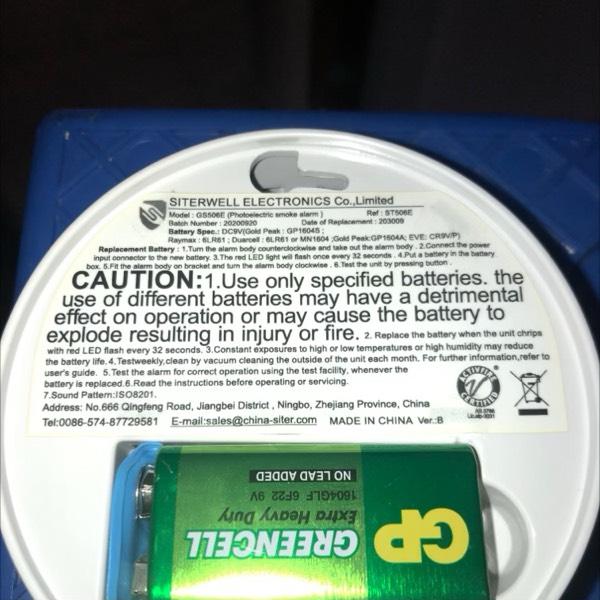 SITERWELL ELECTRONICS Co.,Limited
Model : GS506E (Photoelectric smoke alarm ) Ref : ST506E
Batch Number : 20200920 Date of Replacement : 203009
Battery Spec.: DC9V(Gold Peak : GP1604S ;
Raymax : 6LR61 ; Duarcell : 6LR61 or MN1604 ;Gold Peak:GP1604A; EVE: CR9V/P)
Replacement Battery : 1.Turn the alarm body counterclockwise and take out the alarm body . 2.Connect the power
input connector to the new battery. 3.The red LED light will flash once every 32 seconds . 4.Put a battery in the battery
box. 5.Fit the alarm body on bracket and turn the alarm body clockwise . 6.Test the unit by pressing button .
CAUTION:1.Use only specified batteries. the
use of different batteries may have a detrimental
effect on operation or may cause the battery to
explode resulting in injury or fire. 2. Replace the battery when the unit chrips
with red LED flash every 32 seconds. 3.Constant exposures to high or low temperatures or high humidity may reduce
the battery life. 4.Testweekly,clean by vacuum cleaning the outside of the unit each month. For further information,refer to
user's guide. 5.Test the alarm for correct operation using the test facility, whenever the
battery is replaced.6.Read the instructions before operating or servicing.
7.Sound Pattern:ISO8201.
Address: No.666 Qingfeng Road, Jiangbei District , Ningbo, Zhejiang Province, China
Tel:0086-574-87729581 E-mail:sales@china-siter.com MADE IN CHINA Ver.:B
ACTIVFIRE
CERTIFIED
AS 3786
NO LEAD ADDED
1604GLF 6F22 9V
Extra Heavy Duty
GREENCELL
GP